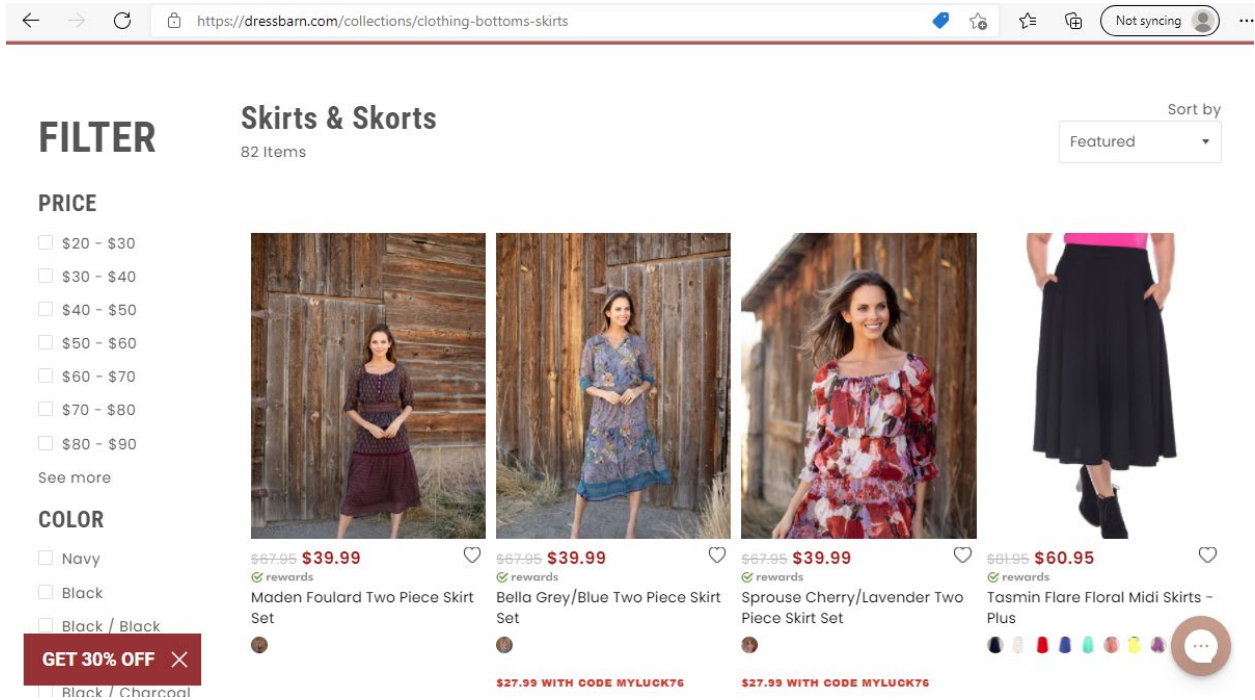 https://dressbarn.com/collections/clothing-bottoms-skirts
Not syncing
FILTER
Skirts & Skorts
82 Items
Sort by
Featured
PRICE
$20 - $30
$30 - $40
$40 - $50
$50 - $60
$60 - $70
$70 - $80
$80 - $90
See more
COLOR
Navy
Black
Black / Black
Black / Charcoal
GET 30% OFF
$67.95 $39.99
rewards
Maden Foulard Two Piece Skirt
Set
$67.95 $39.99
rewards
Bella Grey/Blue Two Piece Skirt
Set
$27.99 WITH CODE MYLUCK76
$67.95 $39.99
rewards
Sprouse Cherry/Lavender Two
Piece Skirt Set
$27.99 WITH CODE MYLUCK76
$81.95 $60.95
rewards
Tasmin Flare Floral Midi Skirts -
Plus